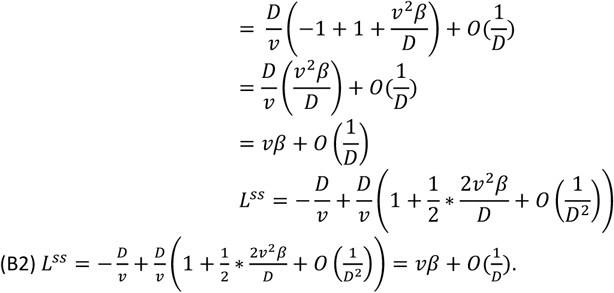 = D/v (−1 + 1 + v²β/D) + O(1/D)
= D/v (v²β/D) + O(1/D)
= vβ + O(1/D)
L^{ss} = −D/v + D/v (1 + 1/2 * 2v²β/D + O(1/D²))
(B2) L^{ss} = −D/v + D/v (1 + 1/2 * 2v²β/D + O(1/D²)) = vβ + O(1/D).